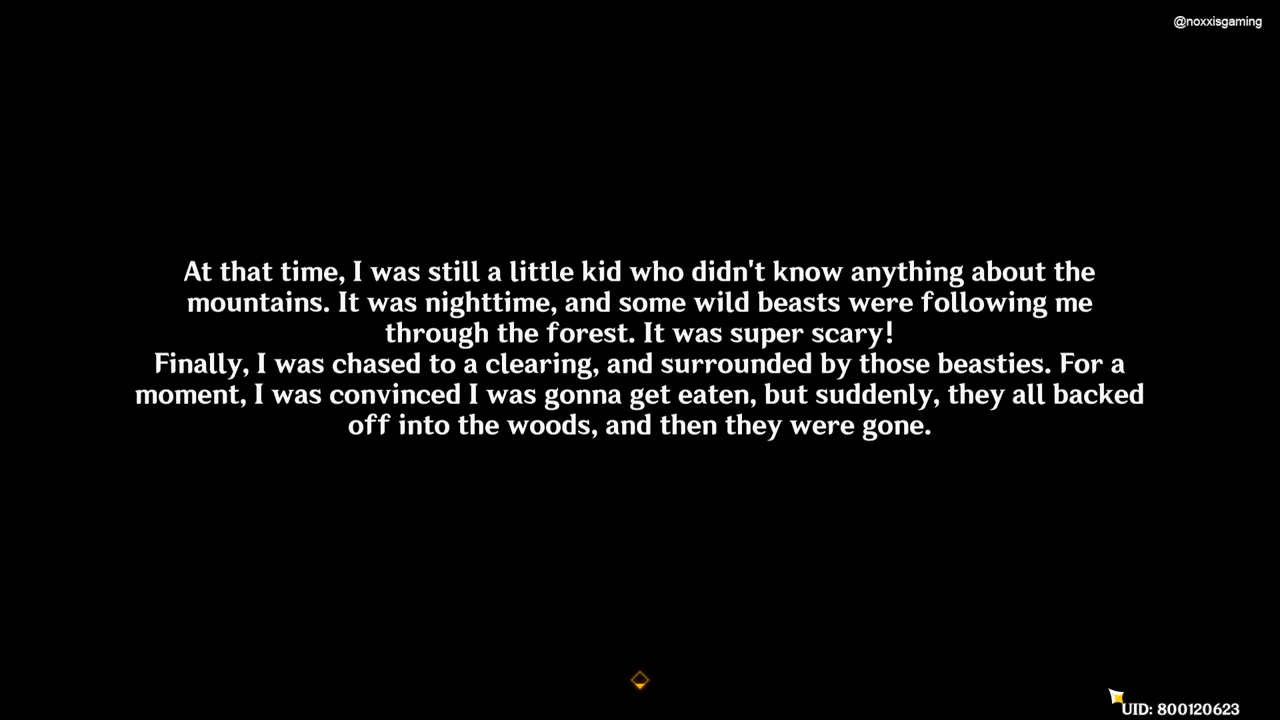 @noxxisgaming
At that time, I was still a little kid who didn't know anything about the
mountains. It was nighttime, and some wild beasts were following me
through the forest. It was super scary!
Finally, I was chased to a clearing, and surrounded by those beasties. For a
moment, I was convinced I was gonna get eaten, but suddenly, they all backed
off into the woods, and then they were gone.
UID: 800120623